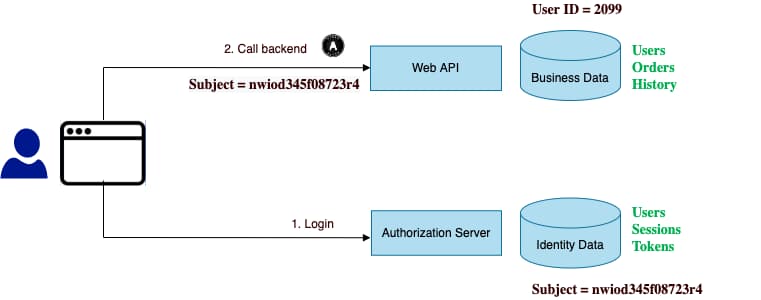 User ID = 2099
2. Call backend
A
Subject = nwiod345f08723r4
Web API
Business Data
Users
Orders
History
1. Login
Authorization Server
Identity Data
Users
Sessions
Tokens
Subject = nwiod345f08723r4